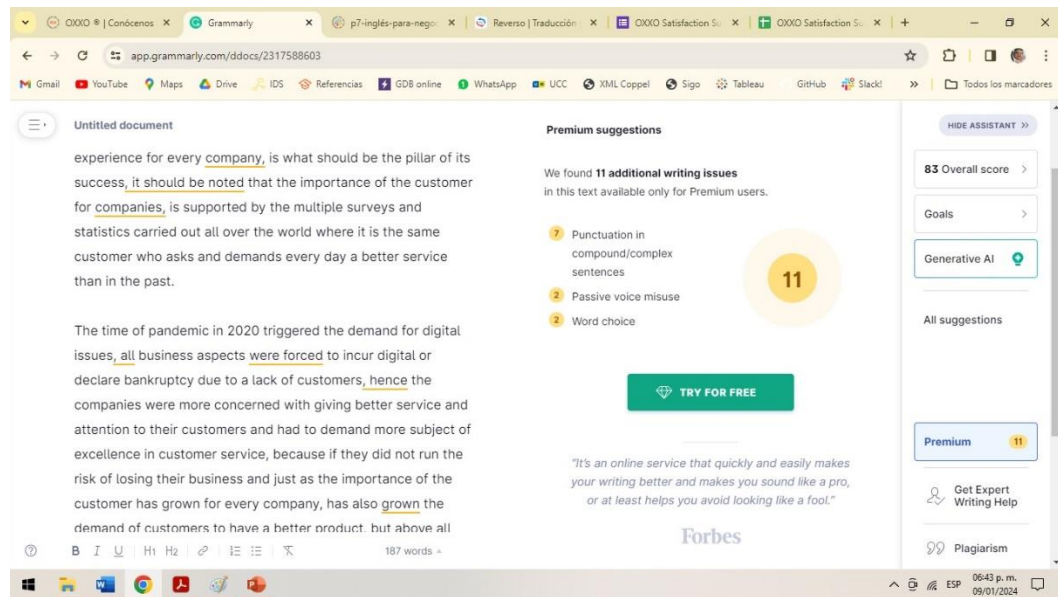 OXXO ® | Conócenos
Grammarly
p7-inglés-para-nego
Reverso | Traducción
OXXO Satisfaction Su
OXXO Satisfaction Su
app.grammarly.com/ddocs/2317588603
Gmail
YouTube
Maps
Drive
IDS
Referencias
GDB online
WhatsApp
UCC
XML Coppel
Sigo
Tableau
GitHub
Slack!
»
Todos los marcadores
Untitled document
experience for every company, is what should be the pillar of its
success, it should be noted that the importance of the customer
for companies, is supported by the multiple surveys and
statistics carried out all over the world where it is the same
customer who asks and demands every day a better service
than in the past.
The time of pandemic in 2020 triggered the demand for digital
issues, all business aspects were forced to incur digital or
declare bankruptcy due to a lack of customers, hence the
companies were more concerned with giving better service and
attention to their customers and had to demand more subject of
excellence in customer service, because if they did not run the
risk of losing their business and just as the importance of the
customer has grown for every company, has also grown the
demand of customers to have a better product, but above all
B I U H1 H2
187 words
Premium suggestions
We found 11 additional writing issues
in this text available only for Premium users.
7 Punctuation in
compound/complex
sentences
2 Passive voice misuse
2 Word choice
11
TRY FOR FREE
"It's an online service that quickly and easily makes
your writing better and makes you sound like a pro,
or at least helps you avoid looking like a fool."
Forbes
HIDE ASSISTANT »
83 Overall score
Goals
Generative AI
All suggestions
Premium 11
Get Expert
Writing Help
Plagiarism
ESP
06:43 p. m.
09/01/2024